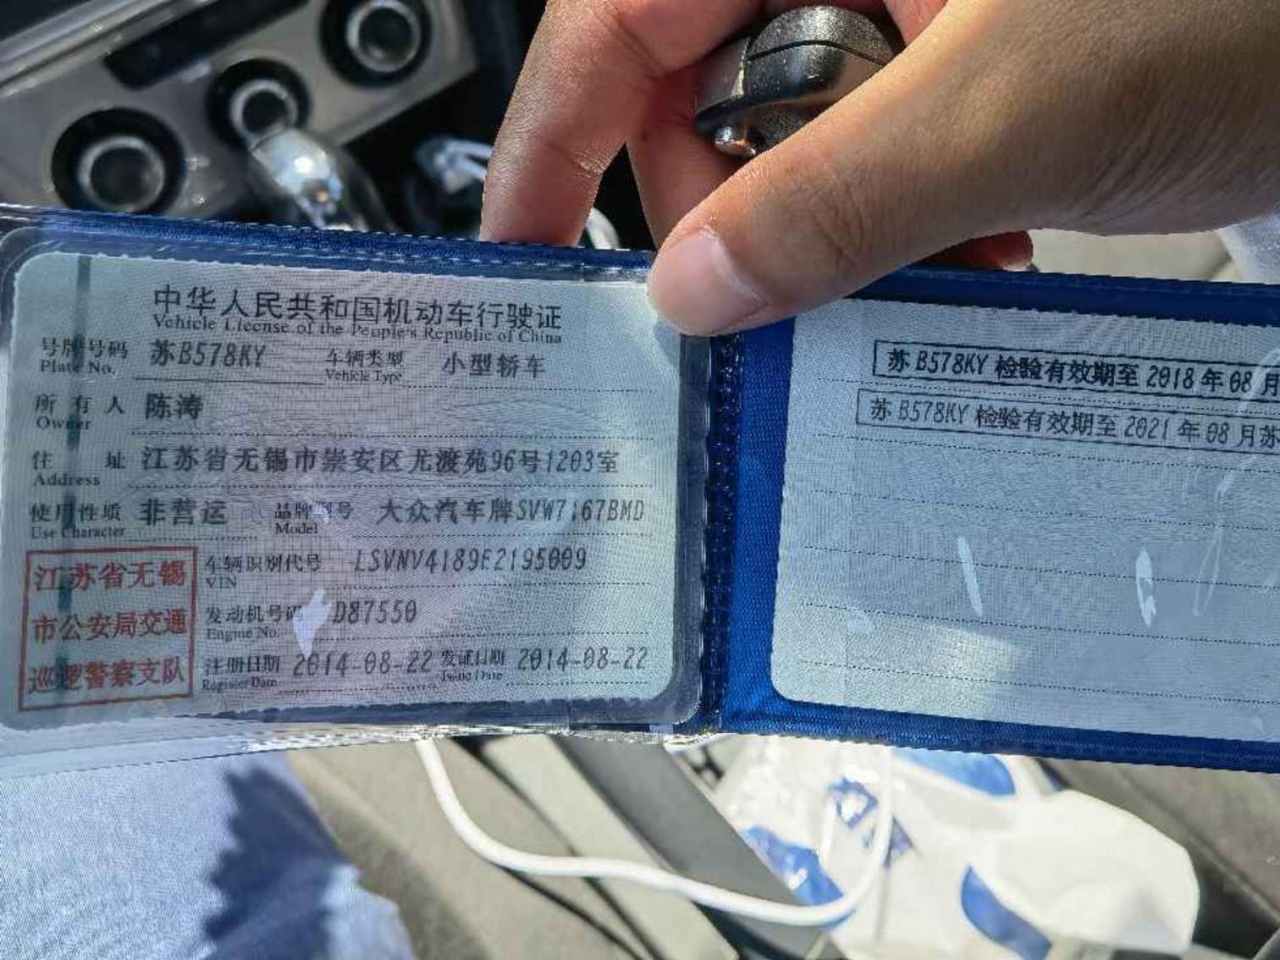 中华人民共和国机动车行驶证
Vehicle License of the People's Republic of China
号牌号码 苏B578KY 车辆类型 小型轿车
Plate No. Vehicle Type
所有人 陈涛
Owner
住址 江苏省无锡市崇安区尤渡苑96号1203室
Address
使用性质 非营运 品牌型号 大众汽车牌SVW7167BMD
Use Character Model
车辆识别代号 LSVNV4189E2195009
VIN
发动机号码 D87550
Engine No.
注册日期 2014-08-22 发证日期 2014-08-22
Register Date Issue Date
江苏省无锡
市公安局交通
巡逻警察支队
苏B578KY 检验有效期至 2018年08月
苏B578KY 检验有效期至 2021年08月苏